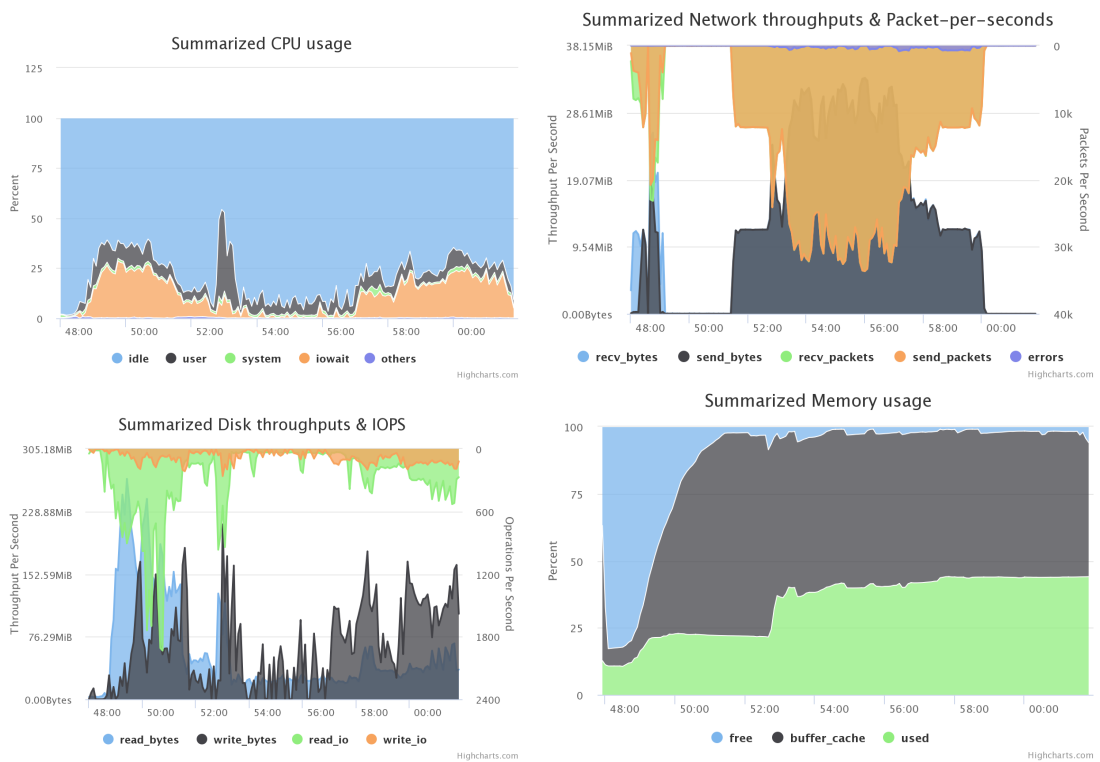 Summarized CPU usage
Percent
125
100
75
50
25
0
48:00 50:00 52:00 54:00 56:00 58:00 00:00
idle user system iowait others
Highcharts.com
Summarized Network throughputs & Packet-per-seconds
Throughput Per Second
38.15MiB
28.61MiB
19.07MiB
9.54MiB
0.00Bytes
0
10k
20k
30k
40k
Packets Per Second
48:00 50:00 52:00 54:00 56:00 58:00 00:00
recv_bytes send_bytes recv_packets send_packets errors
Highcharts.com
Summarized Disk throughputs & IOPS
Throughput Per Second
305.18MiB
228.88MiB
152.59MiB
76.29MiB
0.00Bytes
0
600
1200
1800
2400
Operations Per Second
48:00 50:00 52:00 54:00 56:00 58:00 00:00
read_bytes write_bytes read_io write_io
Highcharts.com
Summarized Memory usage
Percent
100
75
50
25
0
48:00 50:00 52:00 54:00 56:00 58:00 00:00
free buffer_cache used
Highcharts.com